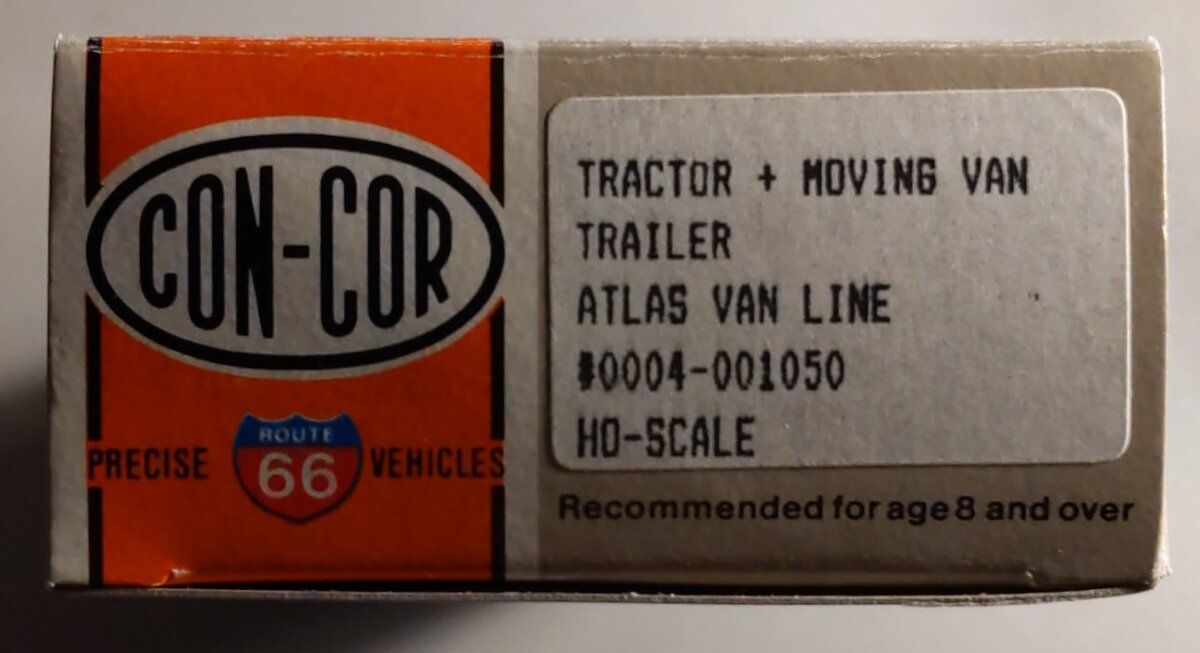 CON-COR
PRECISE ROUTE 66 VEHICLES
TRACTOR + MOVING VAN
TRAILER
ATLAS VAN LINE
#0004-001050
HO-SCALE
Recommended for age 8 and over